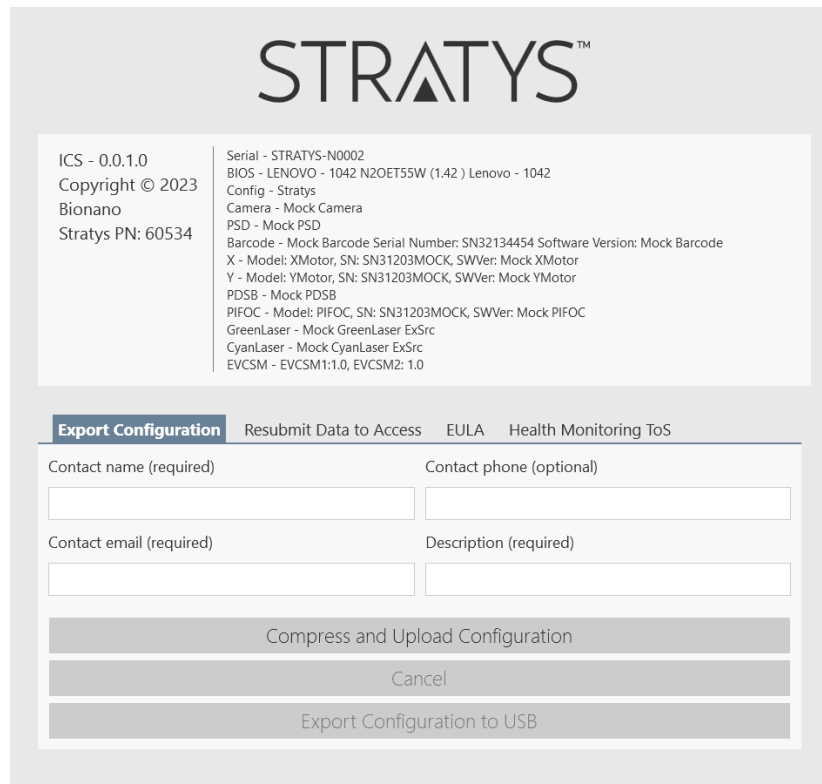 STRATYS™
ICS - 0.0.1.0
Copyright © 2023
Bionano
Stratys PN: 60534
Serial - STRATYS-N0002
BIOS - LENOVO - 1042 N2OET55W (1.42 ) Lenovo - 1042
Config - Stratys
Camera - Mock Camera
PSD - Mock PSD
Barcode - Mock Barcode Serial Number: SN32134454 Software Version: Mock Barcode
X - Model: XMotor, SN: SN31203MOCK, SWVer: Mock XMotor
Y - Model: YMotor, SN: SN31203MOCK, SWVer: Mock YMotor
PDSB - Mock PDSB
PIFOC - Model: PIFOC, SN: SN31203MOCK, SWVer: Mock PIFOC
GreenLaser - Mock GreenLaser ExSrc
CyanLaser - Mock CyanLaser ExSrc
EVCSM - EVCSM1:1.0, EVCSM2: 1.0
Export Configuration Resubmit Data to Access EULA Health Monitoring ToS
Contact name (required) Contact phone (optional)
Contact email (required) Description (required)
Compress and Upload Configuration
Cancel
Export Configuration to USB